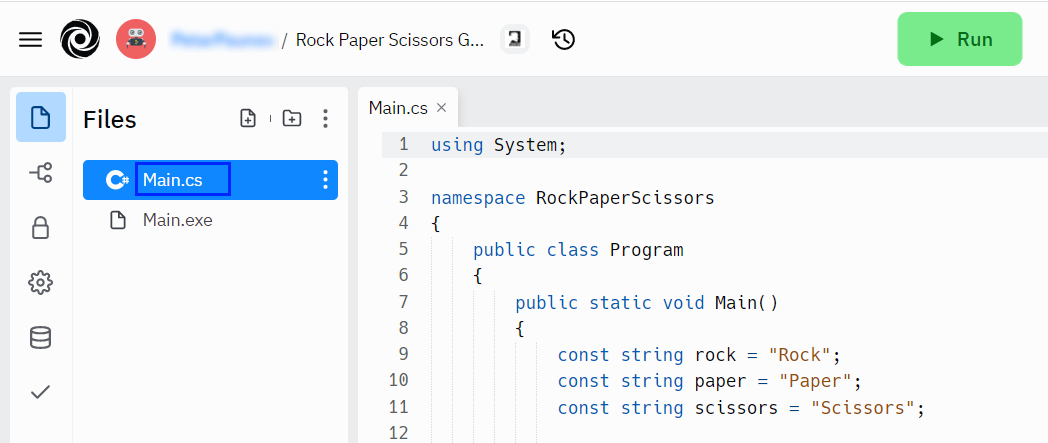 / Rock Paper Scissors G...
Run
Files
Main.cs
Main.exe
Main.cs ×
1 using System;
2
3 namespace RockPaperScissors
4 {
5 public class Program
6 {
7 public static void Main()
8 {
9 const string rock = "Rock";
10 const string paper = "Paper";
11 const string scissors = "Scissors";
12